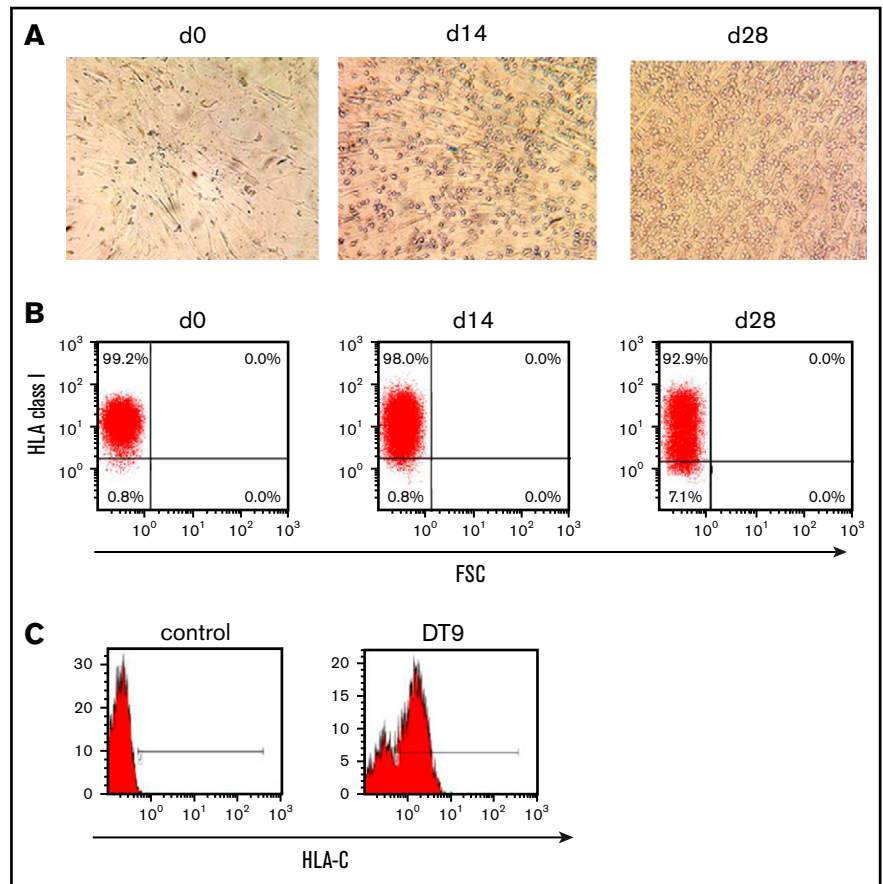 A
d0 d14 d28
B
d0 d14 d28
HLA class I
10³ 10² 10¹ 10⁰
99.2% 0.0%
0.8% 0.0%
10⁰ 10¹ 10² 10³
10³ 10² 10¹ 10⁰
98.0% 0.0%
0.8% 0.0%
10⁰ 10¹ 10² 10³
10³ 10² 10¹ 10⁰
92.9% 0.0%
7.1% 0.0%
10⁰ 10¹ 10² 10³
FSC
C
control DT9
30 20 10 0
10⁰ 10¹ 10² 10³
20 15 10 5 0
10⁰ 10¹ 10² 10³
HLA-C